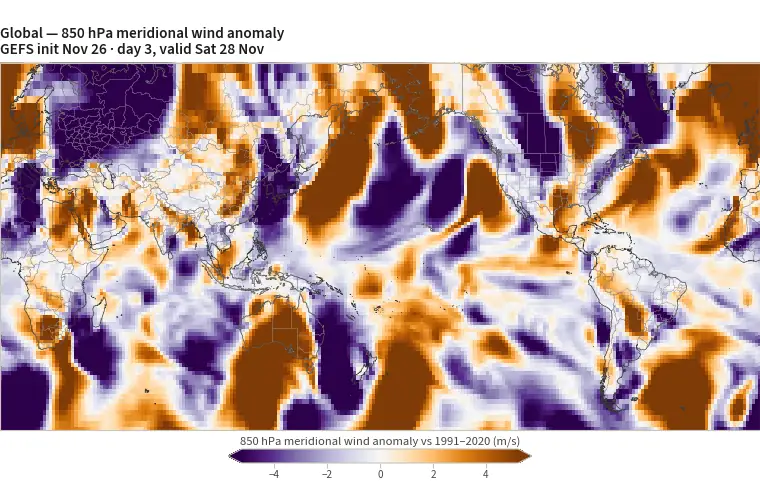 Global — 850 hPa meridional wind anomaly
GEFS init Nov 26 · day 3, valid Sat 28 Nov
850 hPa meridional wind anomaly vs 1991–2020 (m/s)
−4 −2 0 2 4